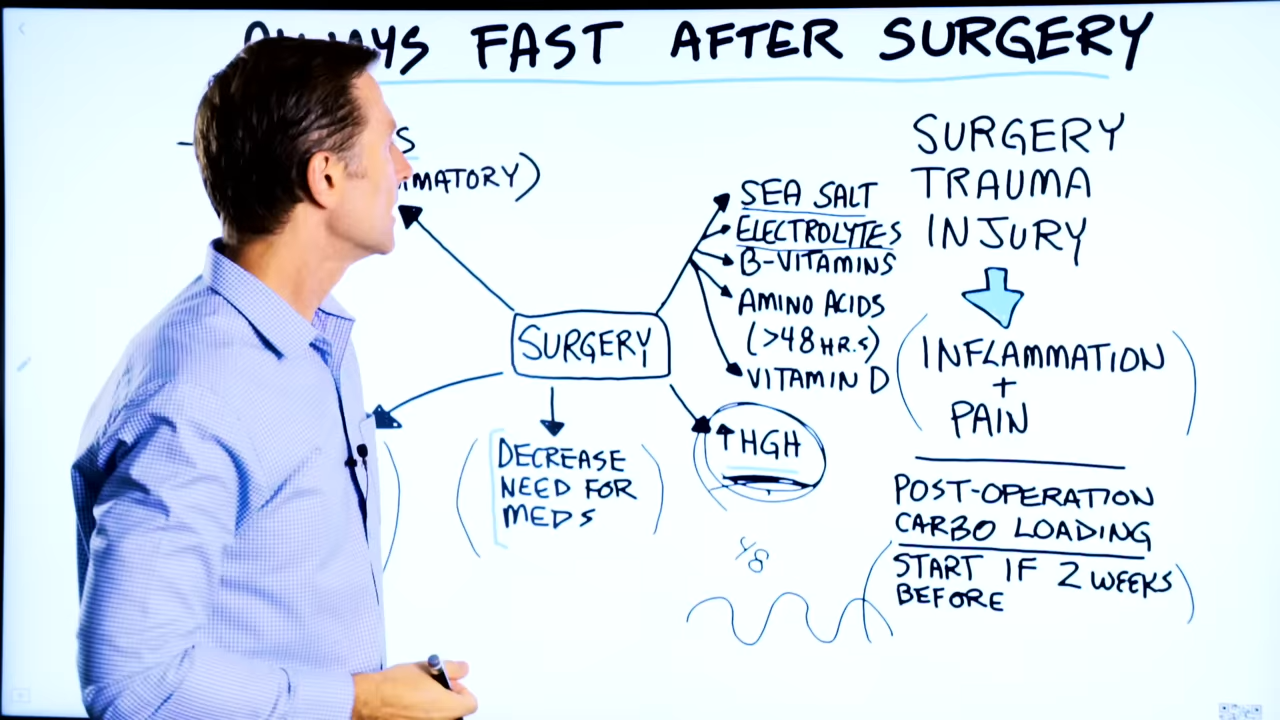 FAST AFTER SURGERY
SEA SALT
ELECTROLYTES
B-VITAMINS
AMINO ACIDS
(>48 HR.S)
VITAMIN D
SURGERY
↑HGH
DECREASE
NEED FOR
MEDS
48
SURGERY
TRAUMA
INJURY
(INFLAMMATION
+
PAIN)
POST-OPERATION
CARBO LOADING
(START IF 2 WEEKS
BEFORE)